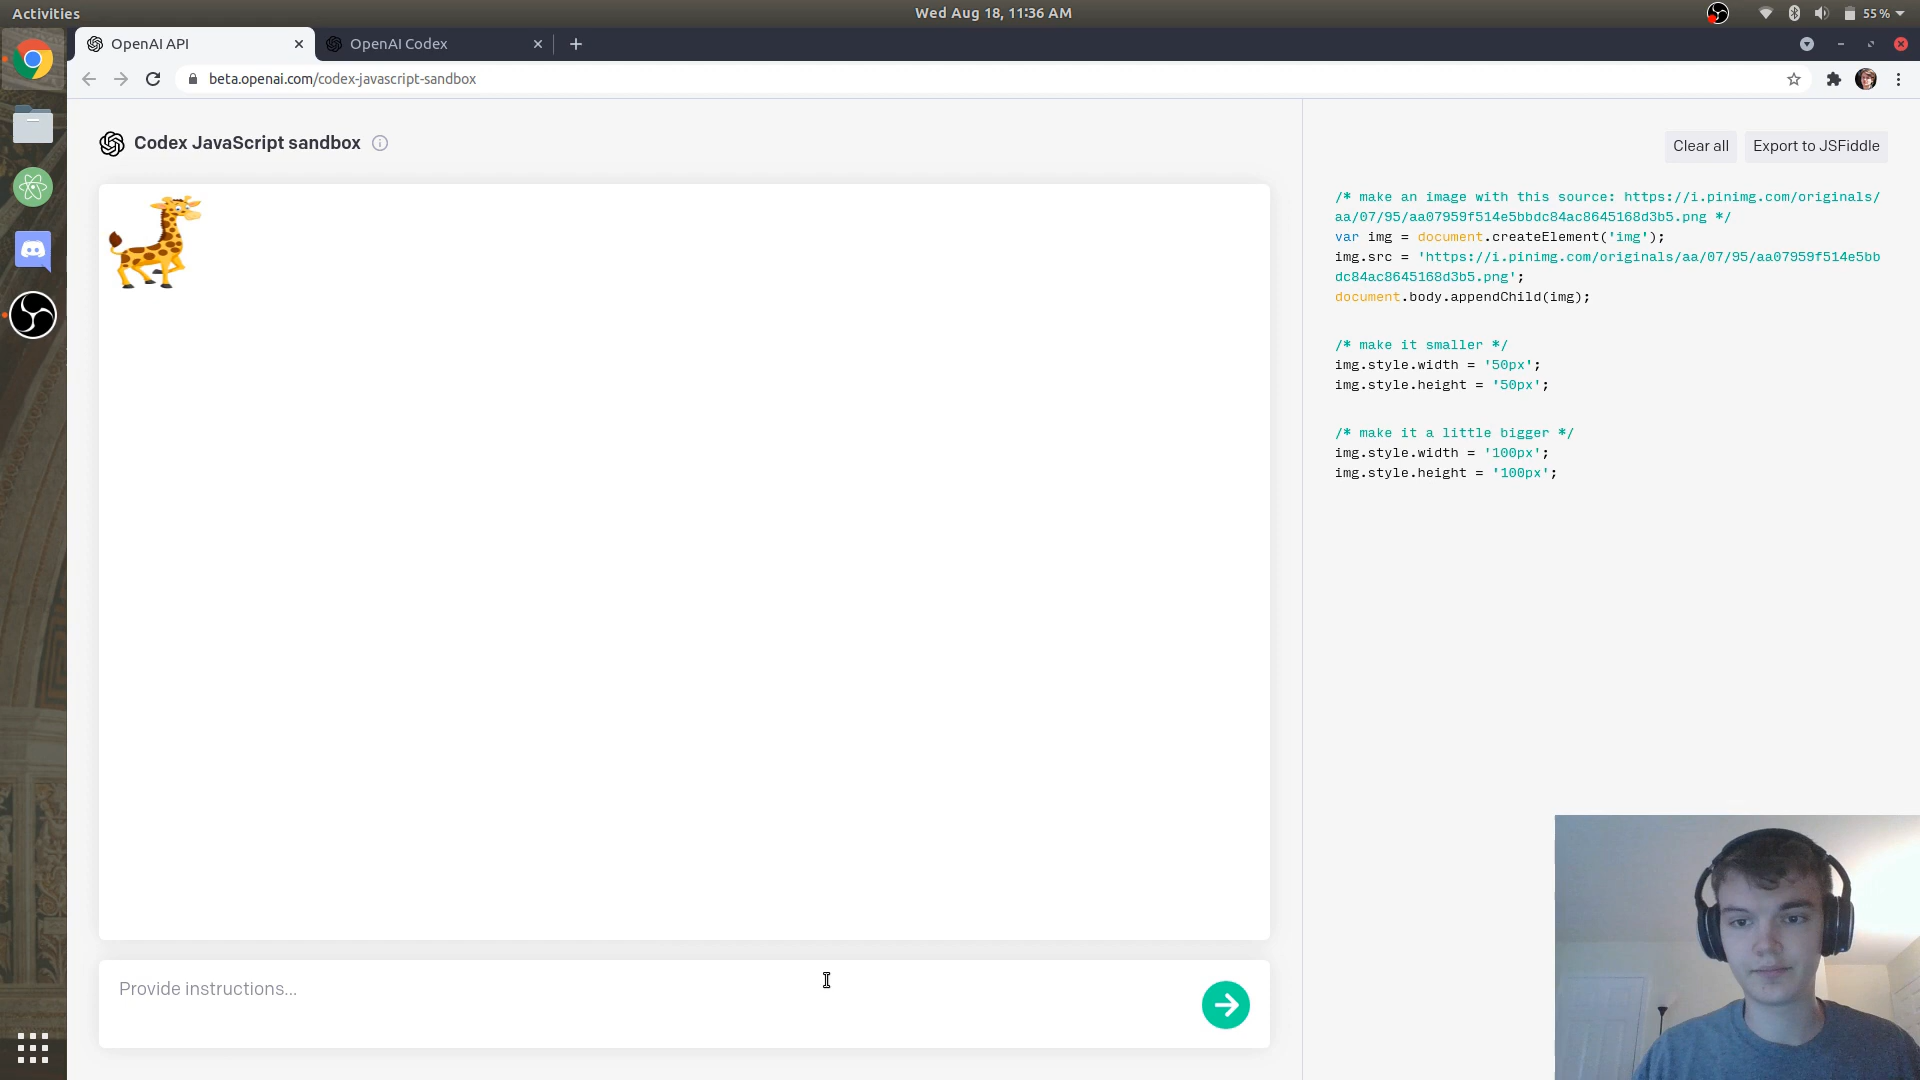 Activities
Wed Aug 18, 11:36 AM
55 %
OpenAI API
OpenAI Codex
beta.openai.com/codex-javascript-sandbox
Codex JavaScript sandbox
Clear all
Export to JSFiddle
/* make an image with this source: https://i.pinimg.com/originals/
aa/07/95/aa07959f514e5bbdc84ac8645168d3b5.png */
var img = document.createElement('img');
img.src = 'https://i.pinimg.com/originals/aa/07/95/aa07959f514e5bb
dc84ac8645168d3b5.png';
document.body.appendChild(img);
/* make it smaller */
img.style.width = '50px';
img.style.height = '50px';
/* make it a little bigger */
img.style.width = '100px';
img.style.height = '100px';
Provide instructions...